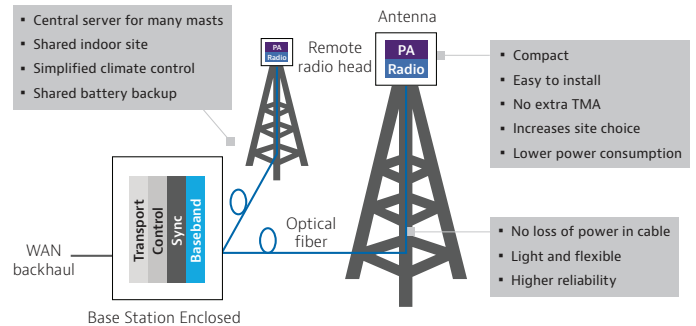 ▪ Central server for many masts
▪ Shared indoor site
▪ Simplified climate control
▪ Shared battery backup
PA
Radio
Remote
radio head
Antenna
PA
Radio
▪ Compact
▪ Easy to install
▪ No extra TMA
▪ Increases site choice
▪ Lower power consumption
Transport
Control
Sync
Baseband
WAN
backhaul
Optical
fiber
▪ No loss of power in cable
▪ Light and flexible
▪ Higher reliability
Base Station Enclosed